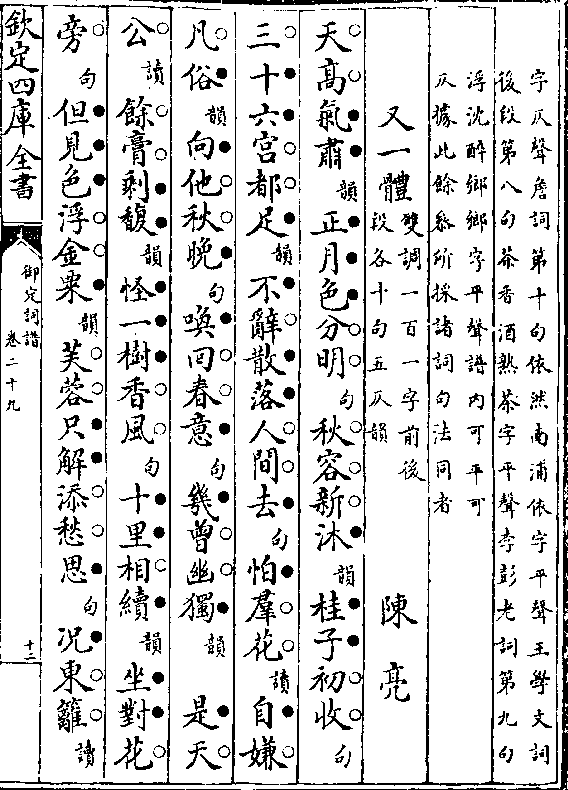 字仄聲詹詞第十句依然南浦依字平聲王學文詞
後段第八句茶香酒熟茶字平聲李彭老詞第九句
浮沈醉鄉鄉字平聲譜内可平可
仄據此餘叅所採諸詞句法同者
又一體 雙調一百一字前後
段各十句五仄韻
陳亮
天高氣肅韻正月色分明句秋容新沐韻桂子初收句
三十六宫都足韻不辭散落人間去句怕羣花讀自嫌
凡俗韻向他秋晚句喚回春意句幾曾幽獨韻 是天
公讀餘膏剩馥韻怪一樹香風句十里相續韻坐對花
旁句但見色浮金粟韻芙蓉只解添愁思句况東籬讀
欽定四庫全書
御定詞譜
卷二十九
十二